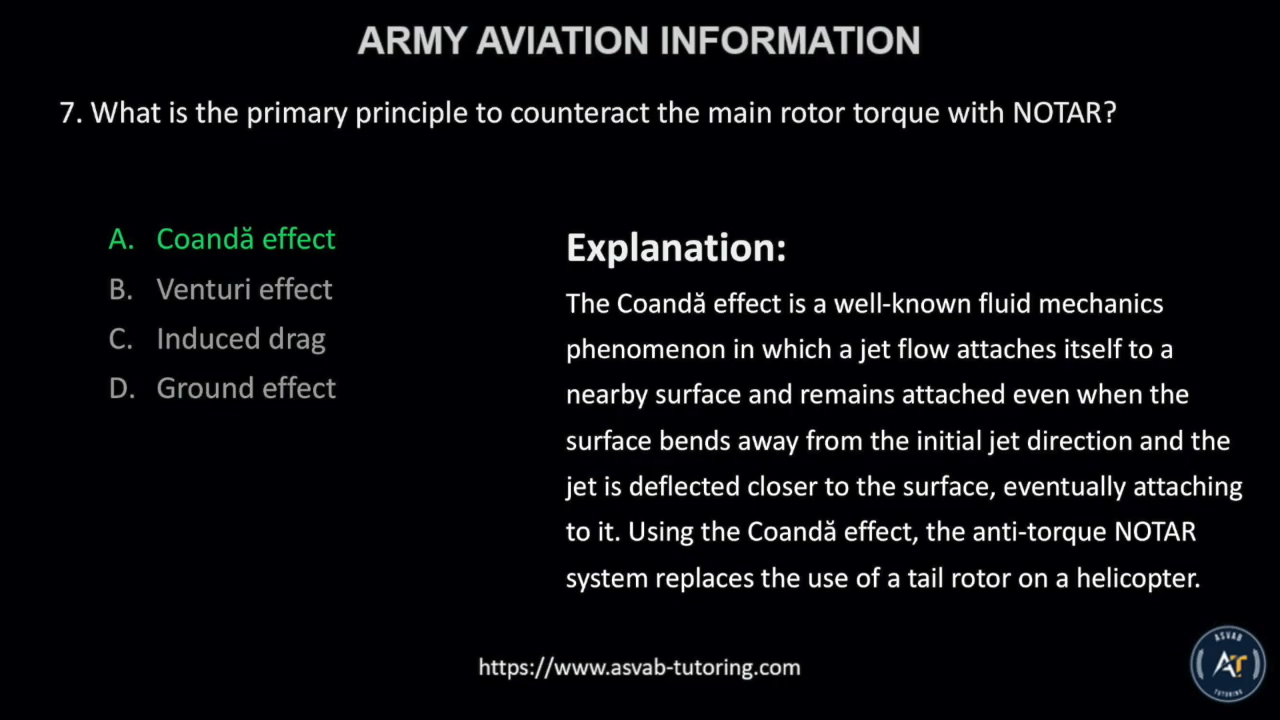 ARMY AVIATION INFORMATION
7. What is the primary principle to counteract the main rotor torque with NOTAR?
A. Coandă effect
B. Venturi effect
C. Induced drag
D. Ground effect
Explanation:
The Coandă effect is a well-known fluid mechanics
phenomenon in which a jet flow attaches itself to a
nearby surface and remains attached even when the
surface bends away from the initial jet direction and the
jet is deflected closer to the surface, eventually attaching
to it. Using the Coandă effect, the anti-torque NOTAR
system replaces the use of a tail rotor on a helicopter.
https://www.asvab-tutoring.com
ASVAB
AT
TUTORING